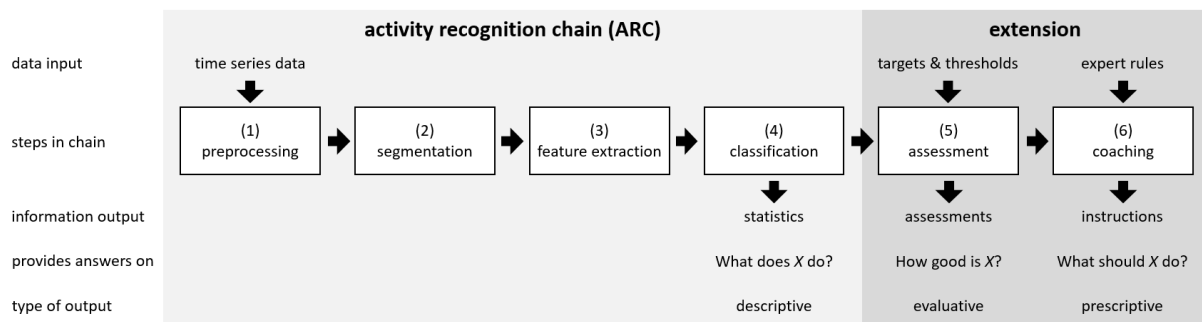 activity recognition chain (ARC)
extension
data input
time series data
targets & thresholds
expert rules
steps in chain
(1)
preprocessing
(2)
segmentation
(3)
feature extraction
(4)
classification
(5)
assessment
(6)
coaching
information output
statistics
assessments
instructions
provides answers on
What does X do?
How good is X?
What should X do?
type of output
descriptive
evaluative
prescriptive